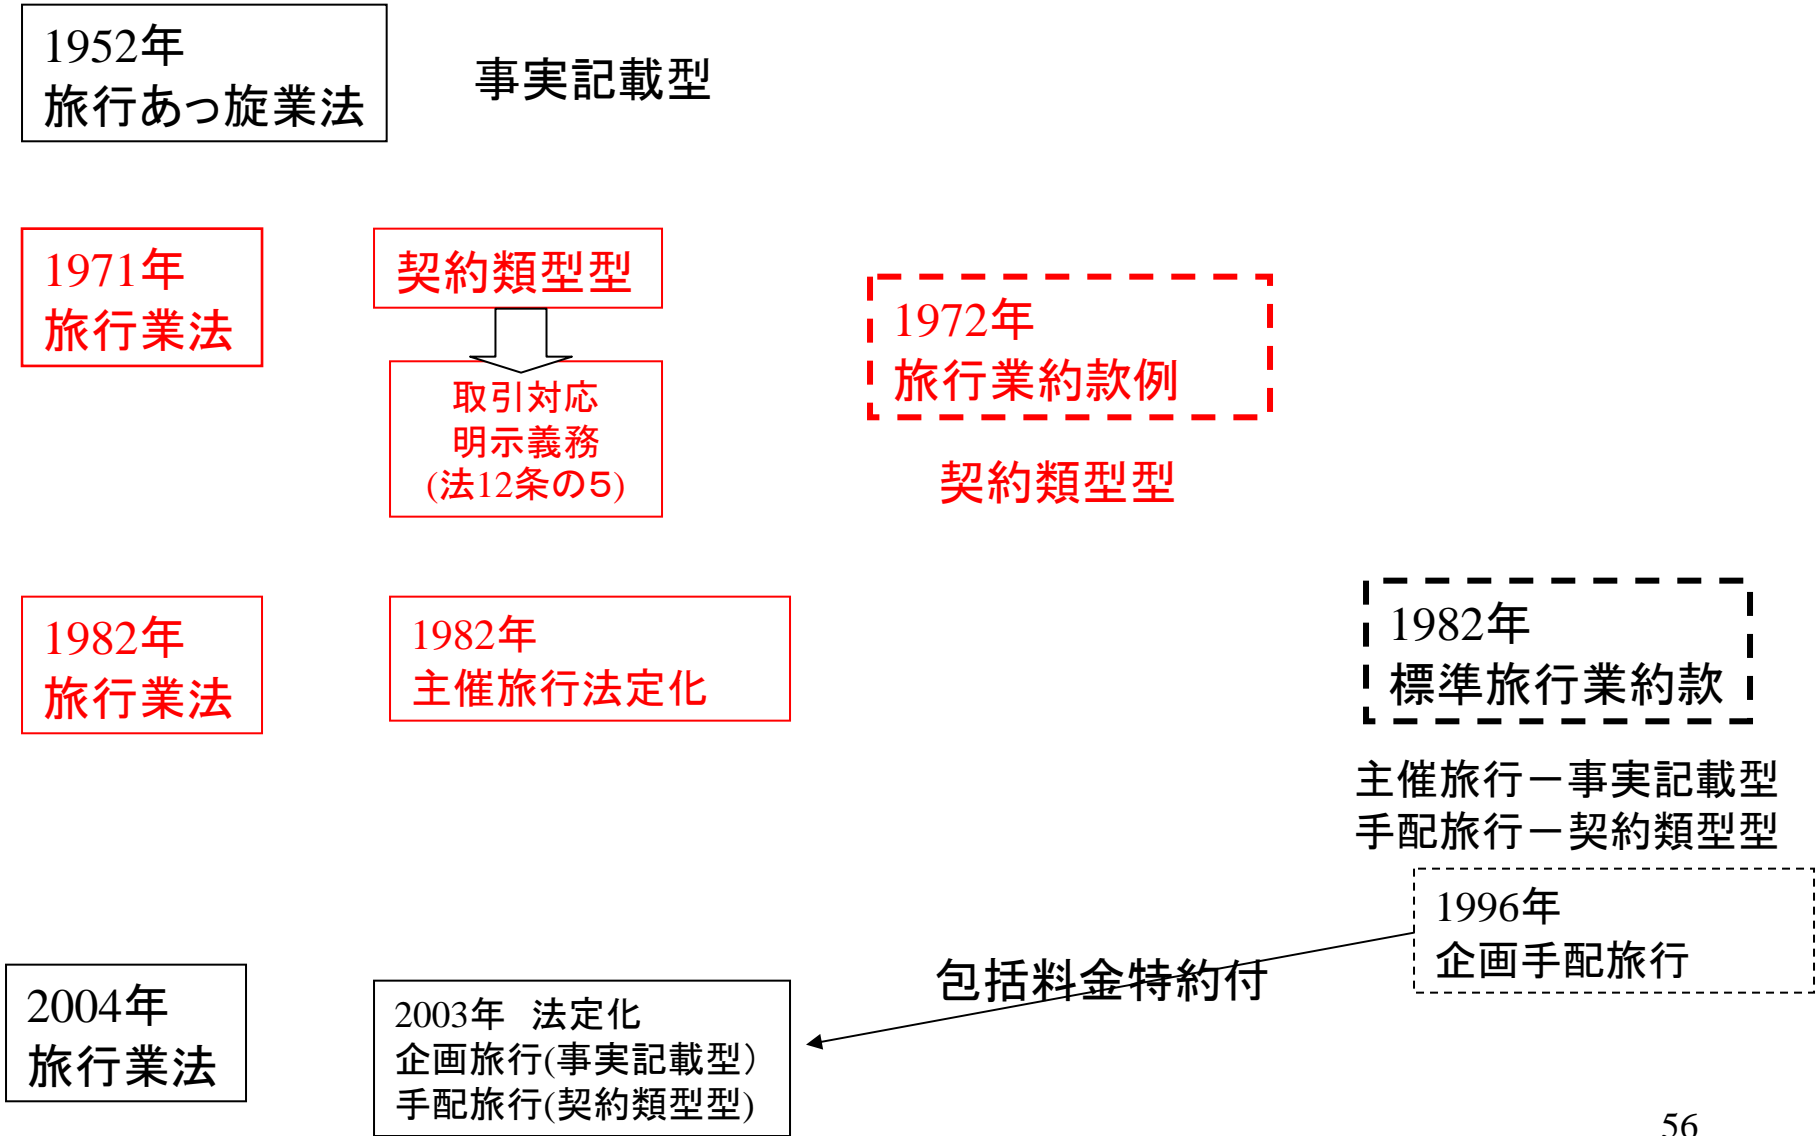 1952年
旅行あっ旋業法
事実記載型
1971年
旅行業法
契約類型型
取引対応
明示義務
(法12条の5)
1972年
旅行業約款例
契約類型型
1982年
旅行業法
1982年
主催旅行法定化
1982年
標準旅行業約款
主催旅行－事実記載型
手配旅行－契約類型型
1996年
企画手配旅行
包括料金特約付
2004年
旅行業法
2003年 法定化
企画旅行(事実記載型）
手配旅行(契約類型型)
56